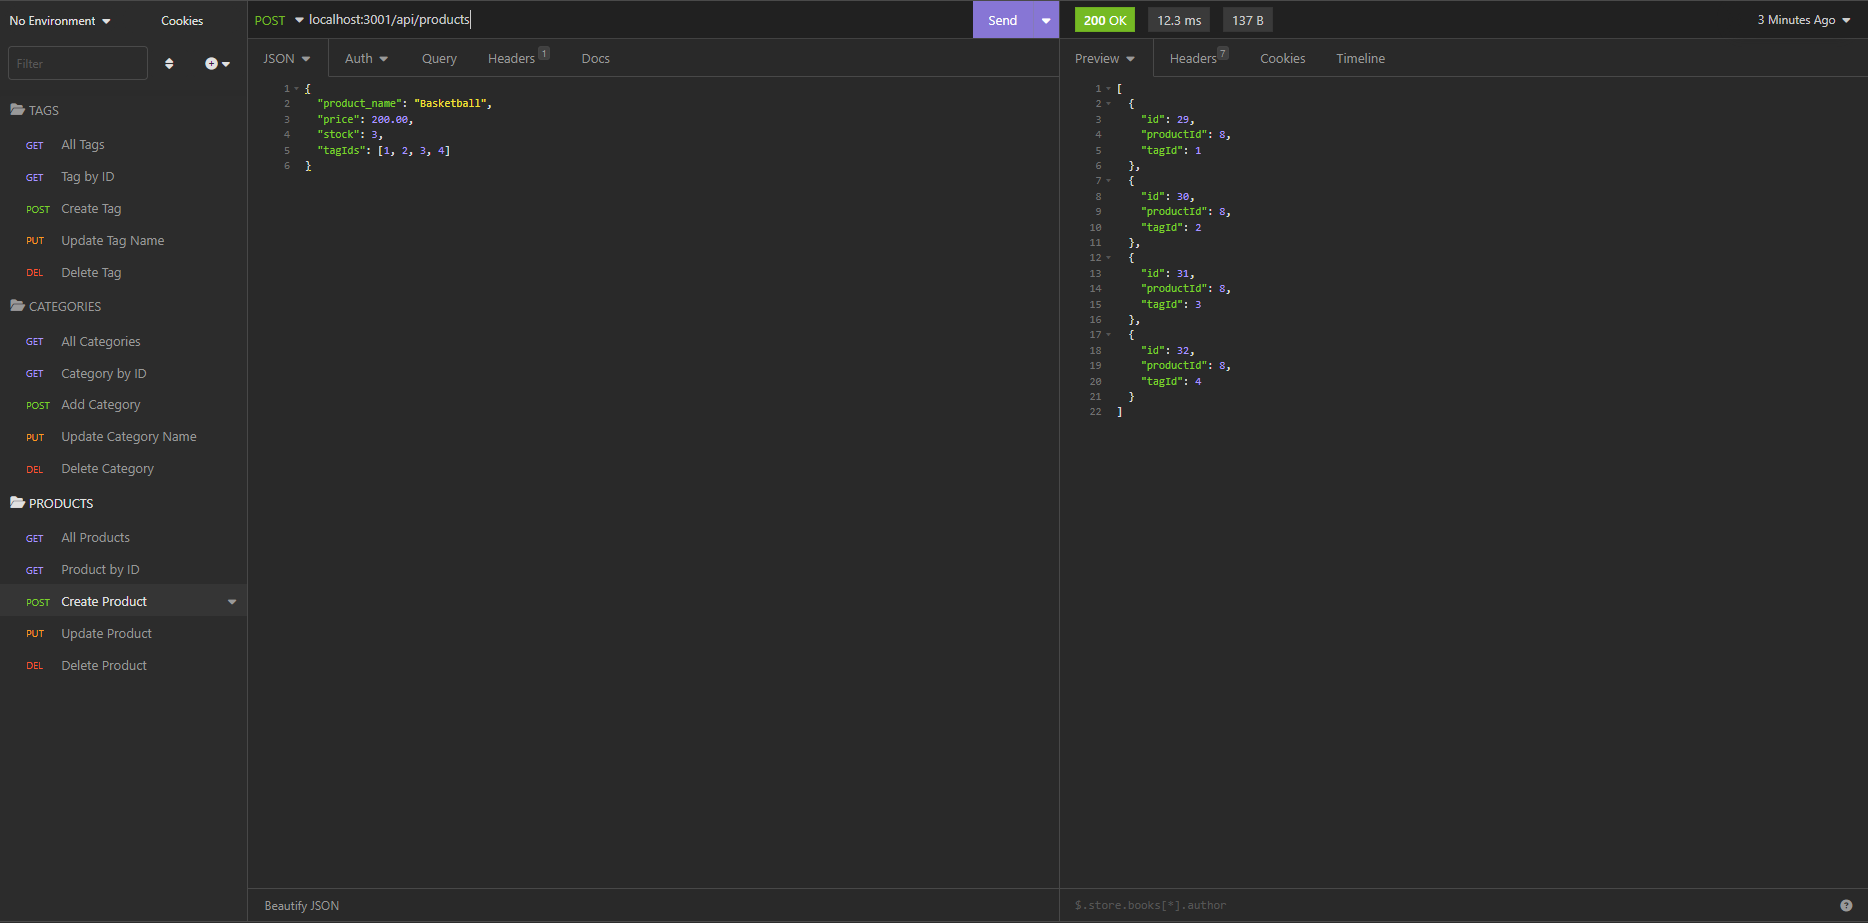 No Environment
Cookies
Filter
TAGS
GET All Tags
GET Tag by ID
POST Create Tag
PUT Update Tag Name
DEL Delete Tag
CATEGORIES
GET All Categories
GET Category by ID
POST Add Category
PUT Update Category Name
DEL Delete Category
PRODUCTS
GET All Products
GET Product by ID
POST Create Product
PUT Update Product
DEL Delete Product
POST localhost:3001/api/products
Send
JSON Auth Query Headers 1 Docs
1 {
2 "product_name": "Basketball",
3 "price": 200.00,
4 "stock": 3,
5 "tagIds": [1, 2, 3, 4]
6 }
Beautify JSON
200 OK 12.3 ms 137 B 3 Minutes Ago
Preview Headers 7 Cookies Timeline
1 [
2 {
3 "id": 29,
4 "productId": 8,
5 "tagId": 1
6 },
7 {
8 "id": 30,
9 "productId": 8,
10 "tagId": 2
11 },
12 {
13 "id": 31,
14 "productId": 8,
15 "tagId": 3
16 },
17 {
18 "id": 32,
19 "productId": 8,
20 "tagId": 4
21 }
22 ]
$.store.books[*].author
?